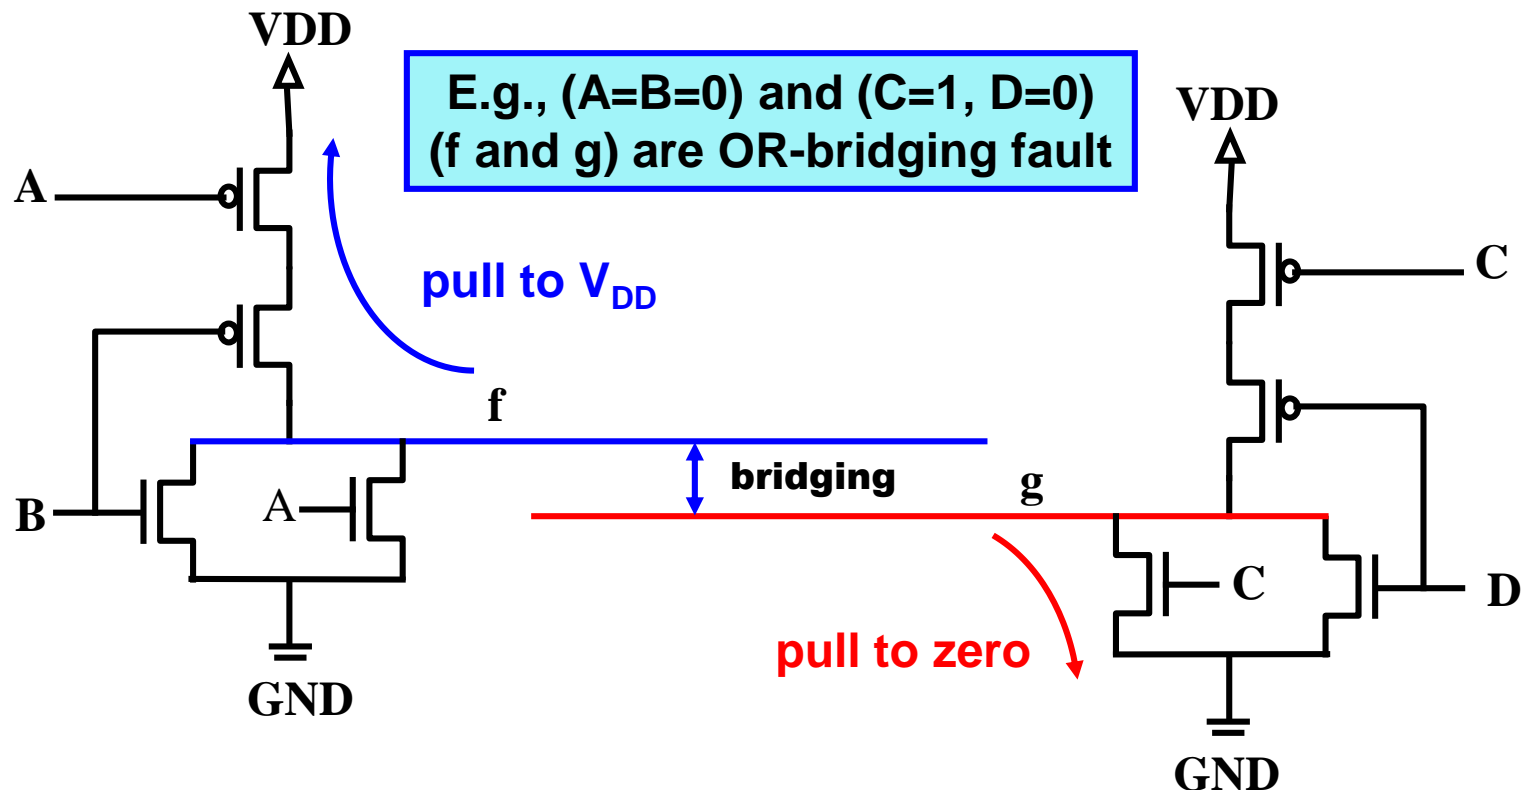 VDD
E.g., (A=B=0) and (C=1, D=0)
(f and g) are OR-bridging fault
VDD
A
pull to VDD
C
f
bridging
g
B
A
C
D
pull to zero
GND
GND